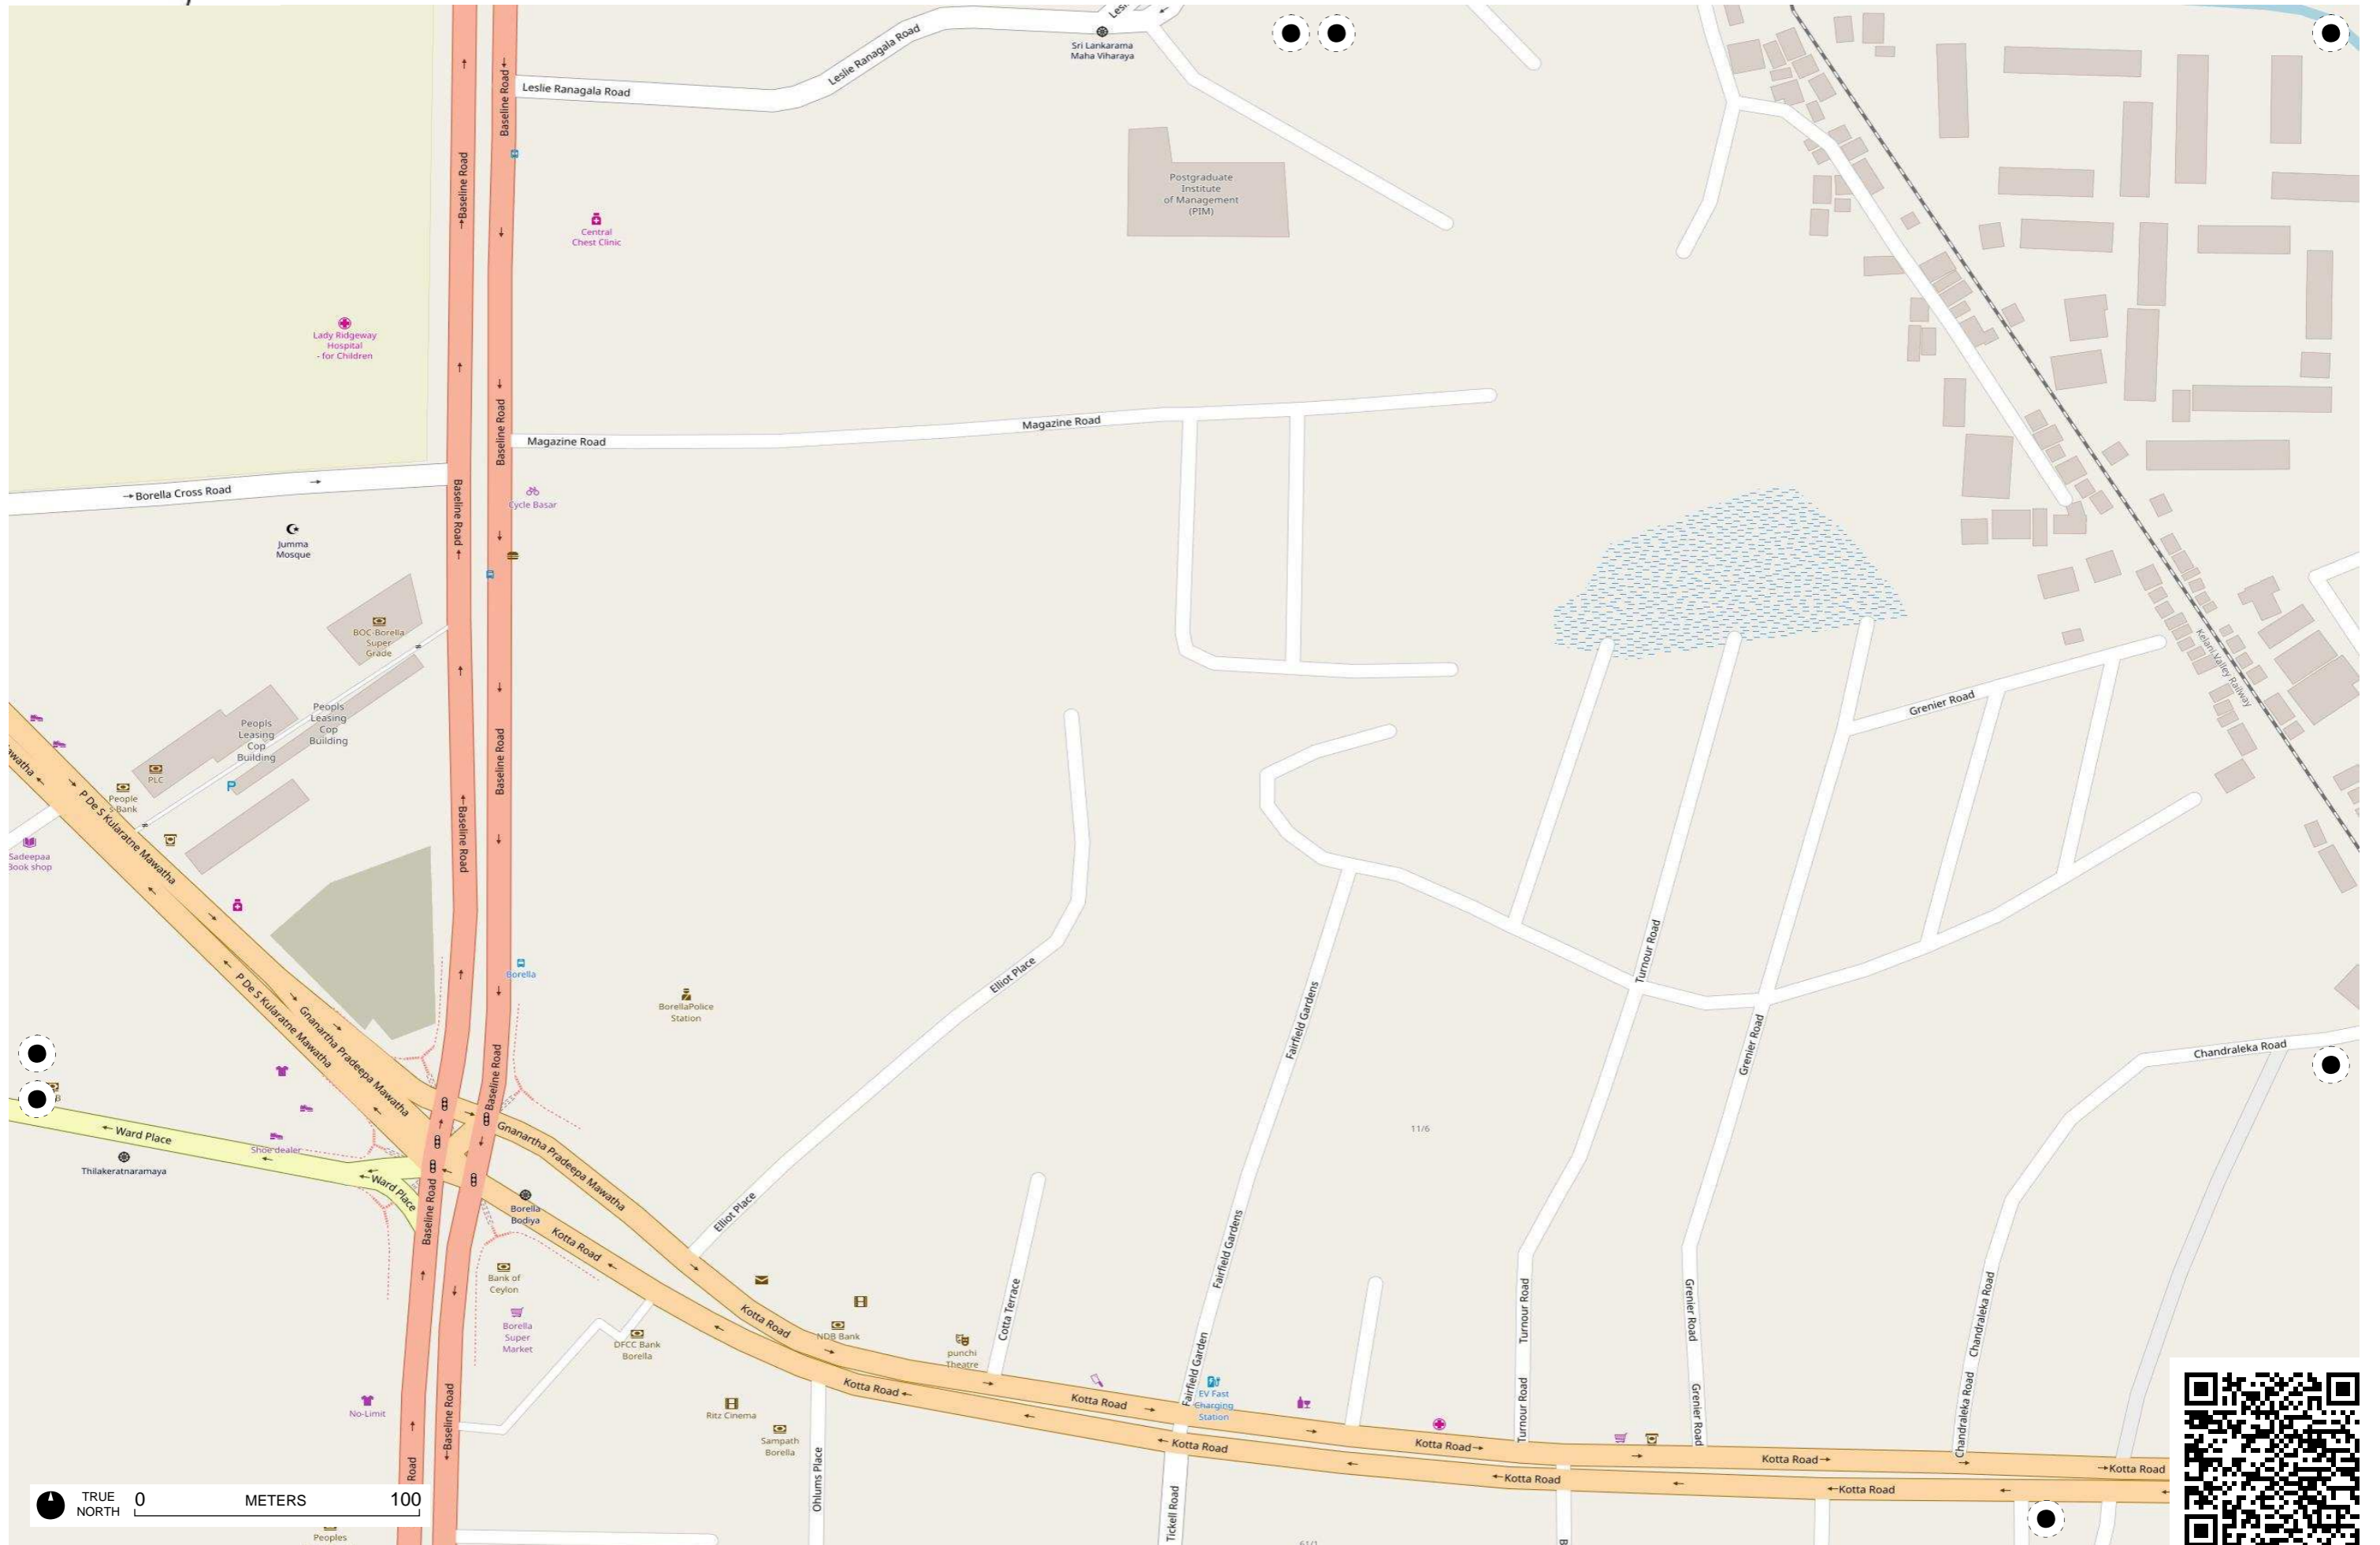 Leslie Ranagala Road
Leslie Ranagala Road
Sri Lankarama
Maha Viharaya
Baseline Road
Baseline Road
Postgraduate
Institute
of Management
(PIM)
Central
Chest Clinic
Lady Ridgeway
Hospital
- for Children
Baseline Road
Magazine Road
Magazine Road
Borella Cross Road
Baseline Road
Cycle Basar
Jumma
Mosque
BOC-Borella
Super
Grade
Kelani Valley Railway
Grenier Road
Peopls
Leasing
Cop
Building
Peopls
Leasing
Cop
Building
Baseline Road
PLC
People
s Bank
P
P De S Kularatne Mawatha
Baseline Road
Sadeepaa
Book shop
Turnour Road
Elliot Place
Borella
BorellaPolice
Station
Fairfield Gardens
P De S Kularatne Mawatha
Gnanartha Pradeepa Mawatha
Grenier Road
Chandraleka Road
Baseline Road
11/6
Ward Place
Shoe dealer
Thilakeratnaramaya
Gnanartha Pradeepa Mawatha
Ward Place
Baseline Road
Borella
Bodiya
Elliot Place
Fairfield Gardens
Kotta Road
Bank of
Ceylon
Borella
Super
Market
DFCC Bank
Borella
Kotta Road
NDB Bank
punchi
Theatre
Cotta Terrace
Fairfield Garden
Turnour Road
Grenier Road
Chandraleka Road
EV Fast
Charging
Station
Kotta Road
Kotta Road
No-Limit
Baseline Road
Ritz Cinema
Sampath
Borella
Turnour Road
Grenier Road
Chandraleka Road
Kotta Road
Kotta Road
Kotta Road
Kotta Road
Kotta Road
Kotta Road
Road
Ohlums Place
Tickell Road
TRUE
NORTH
0 METERS 100
Peoples